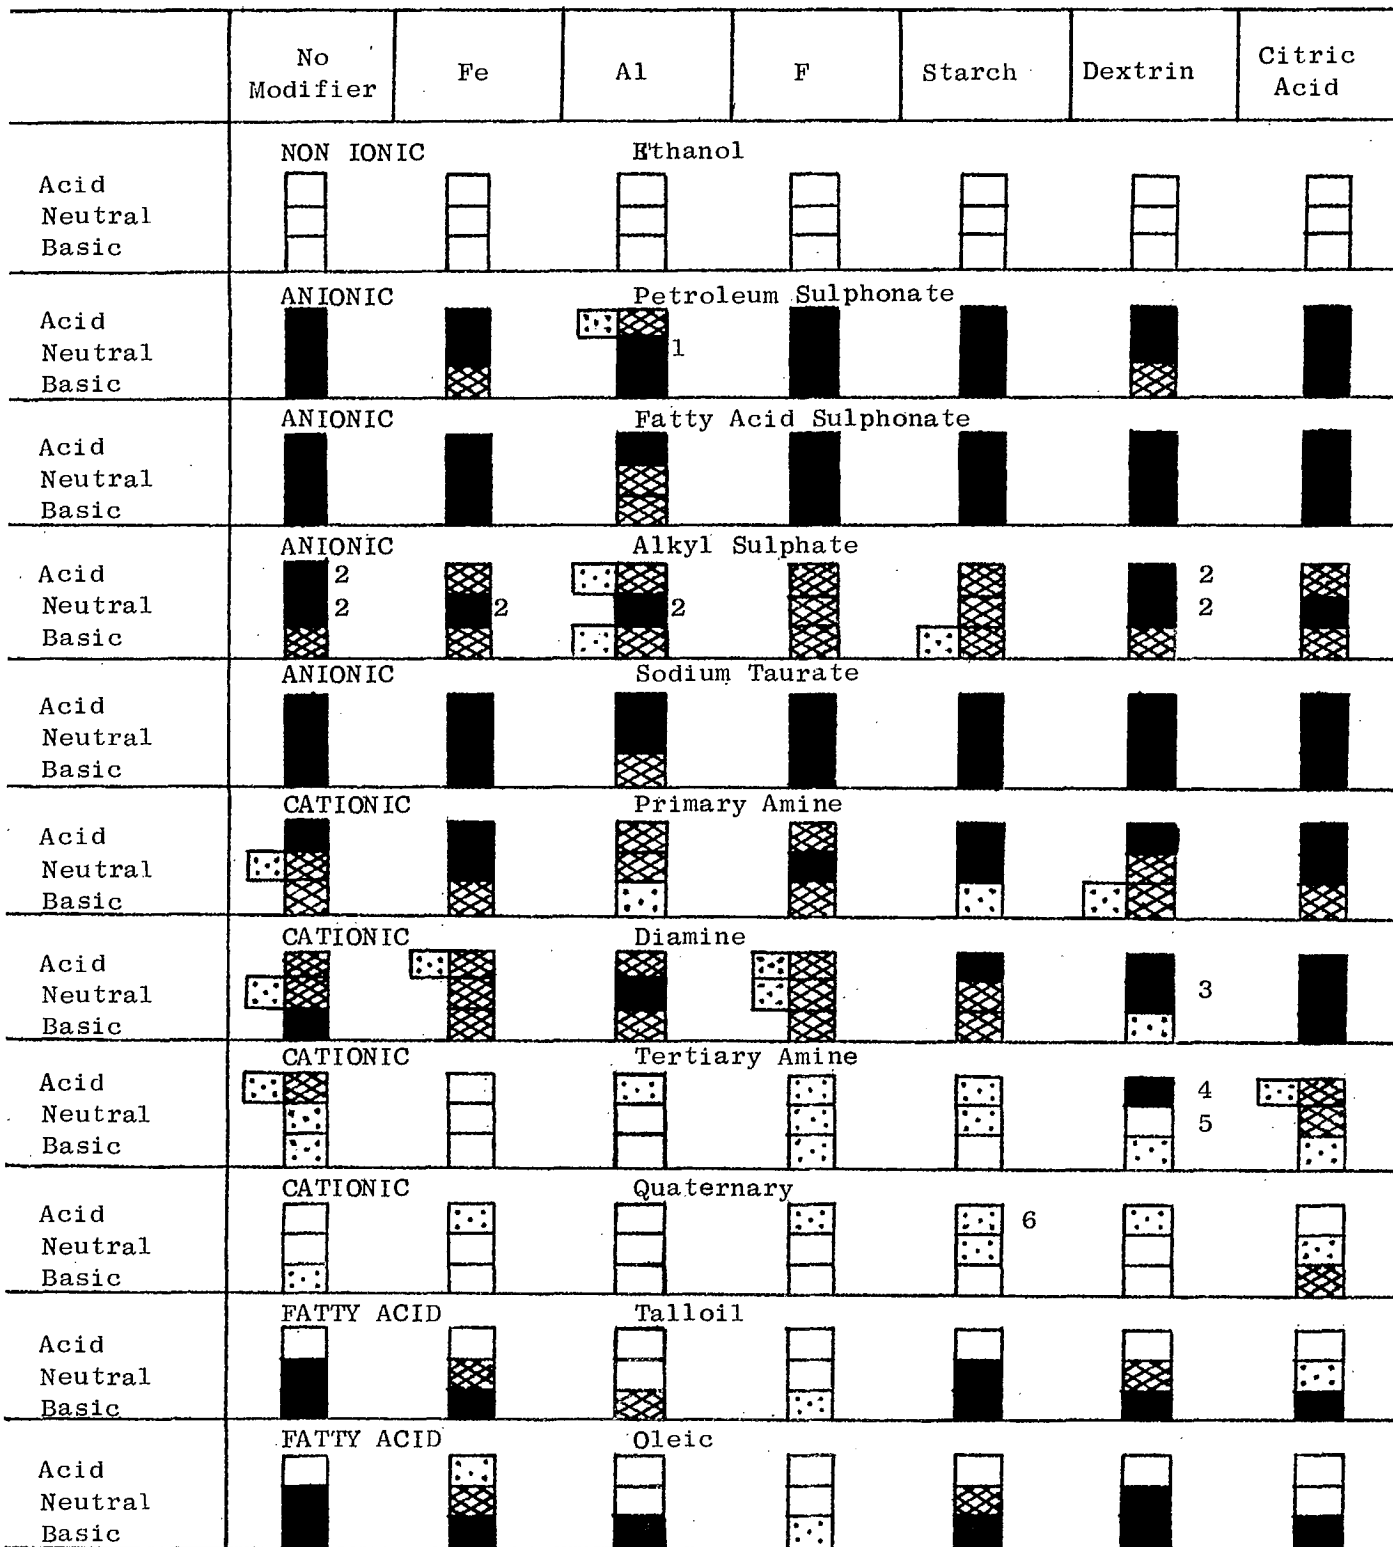 No Modifier Fe Al F Starch Dextrin Citric Acid
NON IONIC Ethanol
Acid
Neutral
Basic
ANIONIC Petroleum Sulphonate
Acid
Neutral 1
Basic
ANIONIC Fatty Acid Sulphonate
Acid
Neutral
Basic
ANIONIC Alkyl Sulphate
Acid 2 2
Neutral 2 2 2 2
Basic
ANIONIC Sodium Taurate
Acid
Neutral
Basic
CATIONIC Primary Amine
Acid
Neutral
Basic
CATIONIC Diamine
Acid
Neutral 3
Basic
CATIONIC Tertiary Amine
Acid 4
Neutral 5
Basic
CATIONIC Quaternary
Acid 6
Neutral
Basic
FATTY ACID Talloil
Acid
Neutral
Basic
FATTY ACID Oleic
Acid
Neutral
Basic